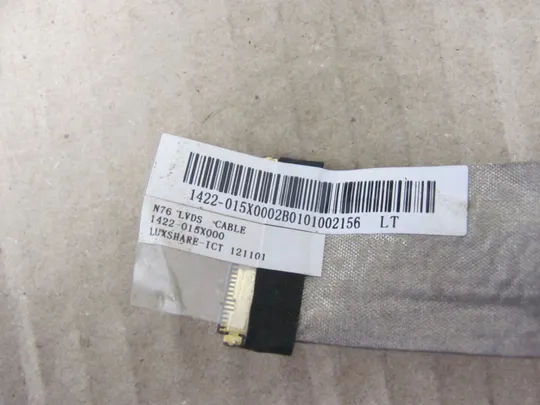 1422-015X0002B0101002156 LT
N76 LVDS CABLE
1422-015X000
LUXSHARE-ICT 121101